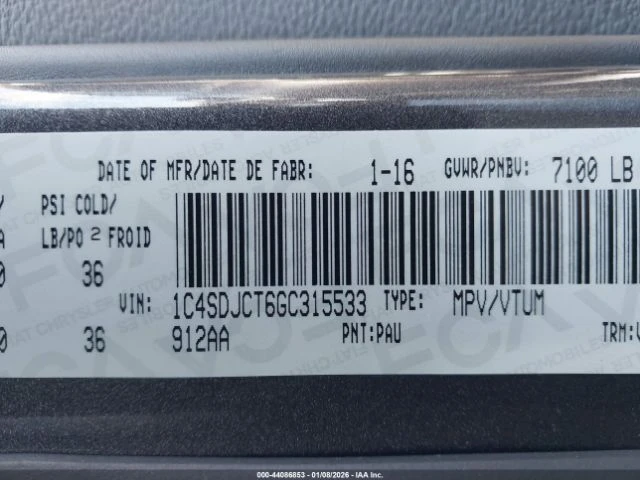 DATE OF MFR/DATE DE FABR: 1-16 GVWR/PNBV: 7100 LB
PSI COLD/
LB/PO 2 FROID
36
VIN: 1C4SDJCT6GC315533 TYPE: MPV/VTUM
36 912AA PNT:PAU TRM:
000-44086853 - 01/08/2026 - IAA Inc.